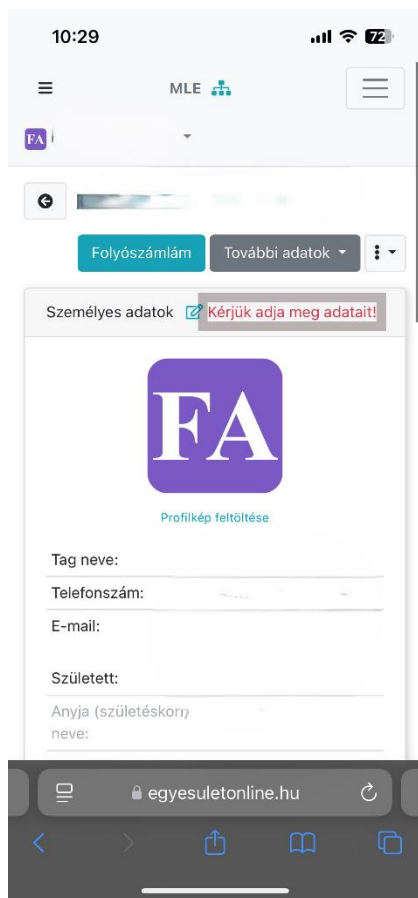 10:29
72
MLE
FA
Folyószámlám
További adatok
Személyes adatok
Kérjük adja meg adatait!
FA
Profilkép feltöltése
Tag neve:
Telefonszám:
E-mail:
Született:
Anyja
neve:
egyesuletonline.hu